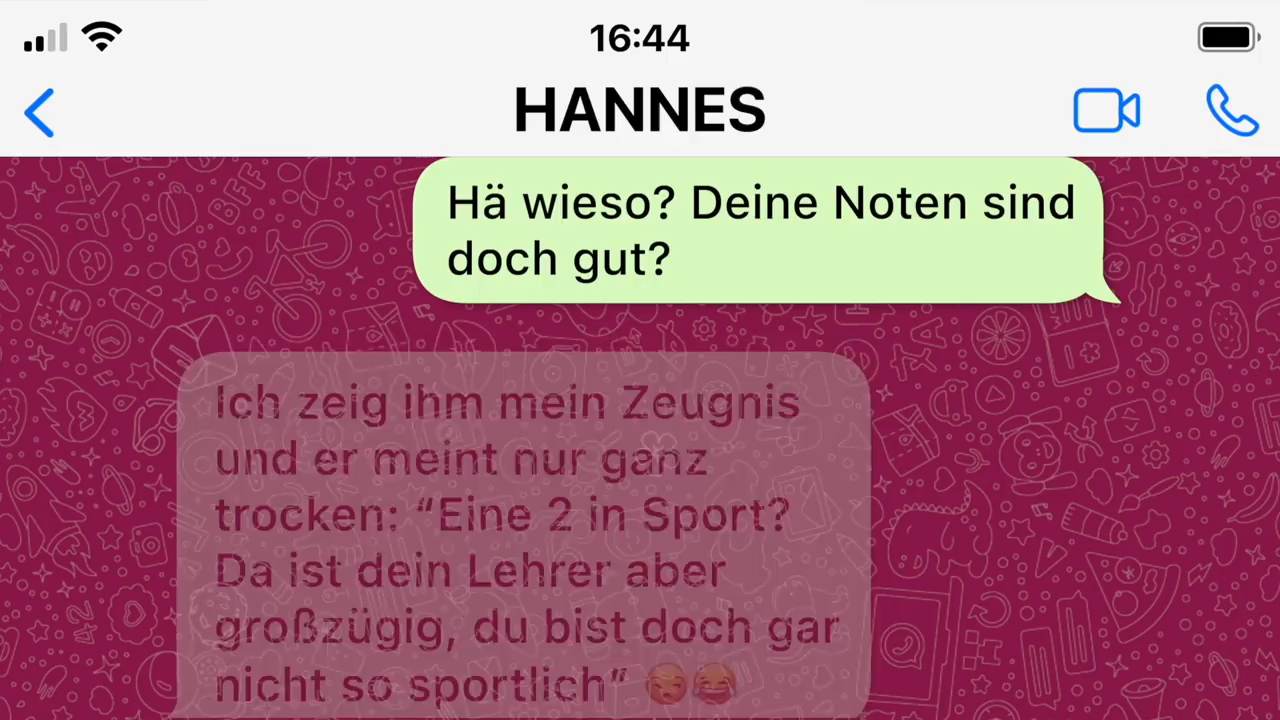 16:44
HANNES
Hä wieso? Deine Noten sind
doch gut?
Ich zeig ihm mein Zeugnis
und er meint nur ganz
trocken: “Eine 2 in Sport?
Da ist dein Lehrer aber
großzügig, du bist doch gar
nicht so sportlich“ 😑😂